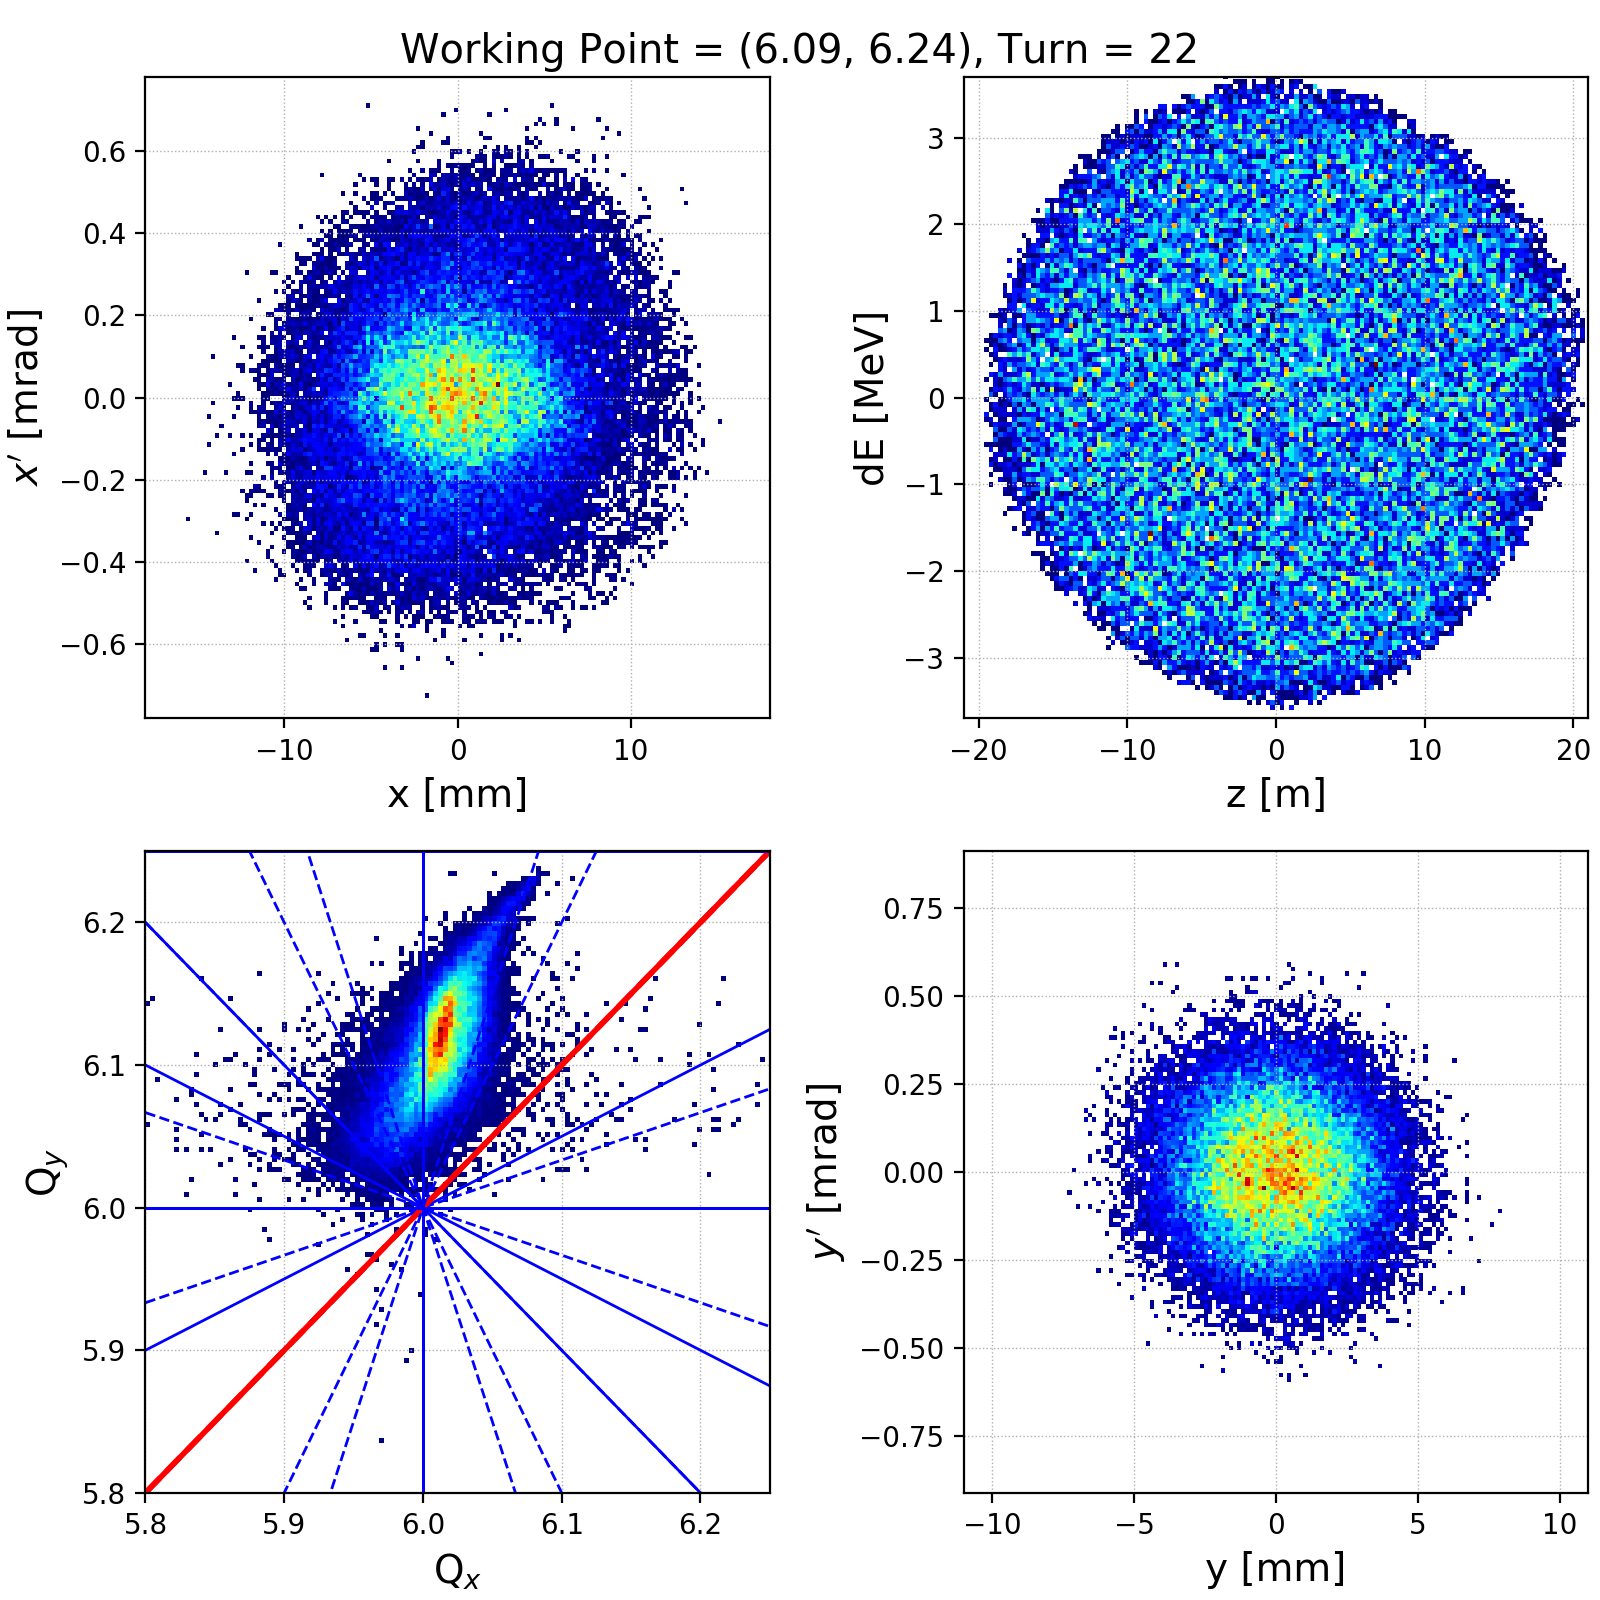 Working Point = (6.09, 6.24), Turn = 22
0.6
0.4
0.2
0.0
−0.2
−0.4
−0.6
x′ [mrad]
−10 0 10
x [mm]
3
2
1
0
−1
−2
−3
dE [MeV]
−20 −10 0 10 20
z [m]
6.2
6.1
6.0
5.9
5.8
Qy
5.8 5.9 6.0 6.1 6.2
Qx
0.75
0.50
0.25
0.00
−0.25
−0.50
−0.75
y′ [mrad]
−10 −5 0 5 10
y [mm]